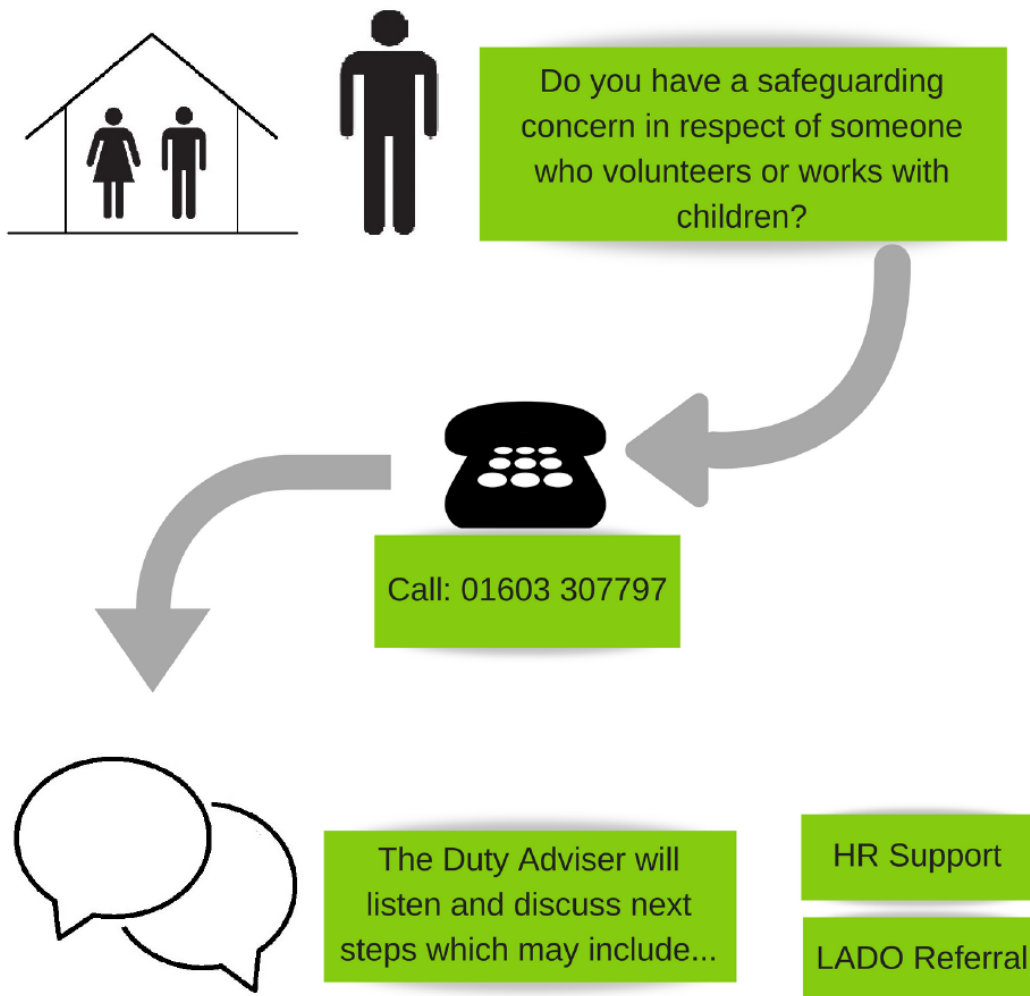 Do you have a safeguarding
concern in respect of someone
who volunteers or works with
children?
Call: 01603 307797
The Duty Adviser will
listen and discuss next
steps which may include...
HR Support
LADO Referral